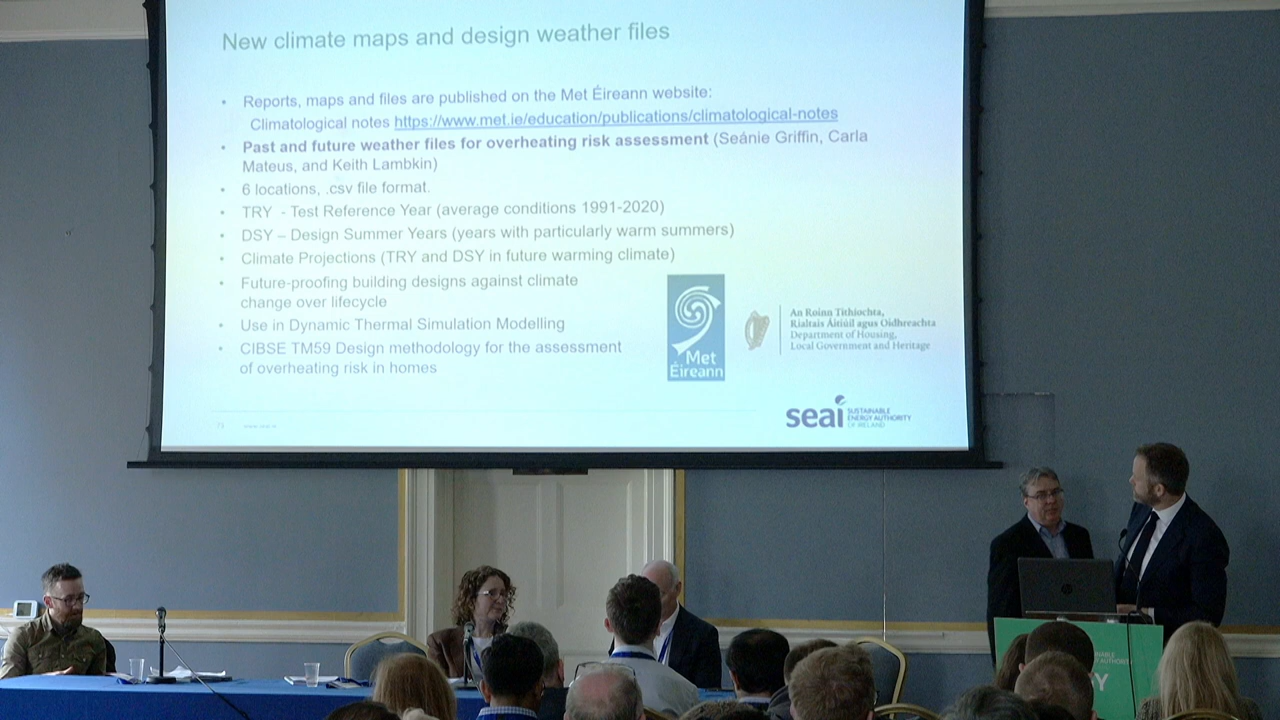 New climate maps and design weather files
• Reports, maps and files are published on the Met Éireann website:
Climatological notes https://www.met.ie/education/publications/climatological-notes
• Past and future weather files for overheating risk assessment (Seánie Griffin, Carla
Mateus, and Keith Lambkin)
• 6 locations, .csv file format.
• TRY - Test Reference Year (average conditions 1991-2020)
• DSY – Design Summer Years (years with particularly warm summers)
• Climate Projections (TRY and DSY in future warming climate)
• Future-proofing building designs against climate
change over lifecycle
• Use in Dynamic Thermal Simulation Modelling
• CIBSE TM59 Design methodology for the assessment
of overheating risk in homes
Met
Éireann
An Roinn Tithíochta,
Rialtais Áitiúil agus Oidhreachta
Department of Housing,
Local Government and Heritage
www.seai.ie
seai
SUSTAINABLE
ENERGY AUTHORITY
OF IRELAND